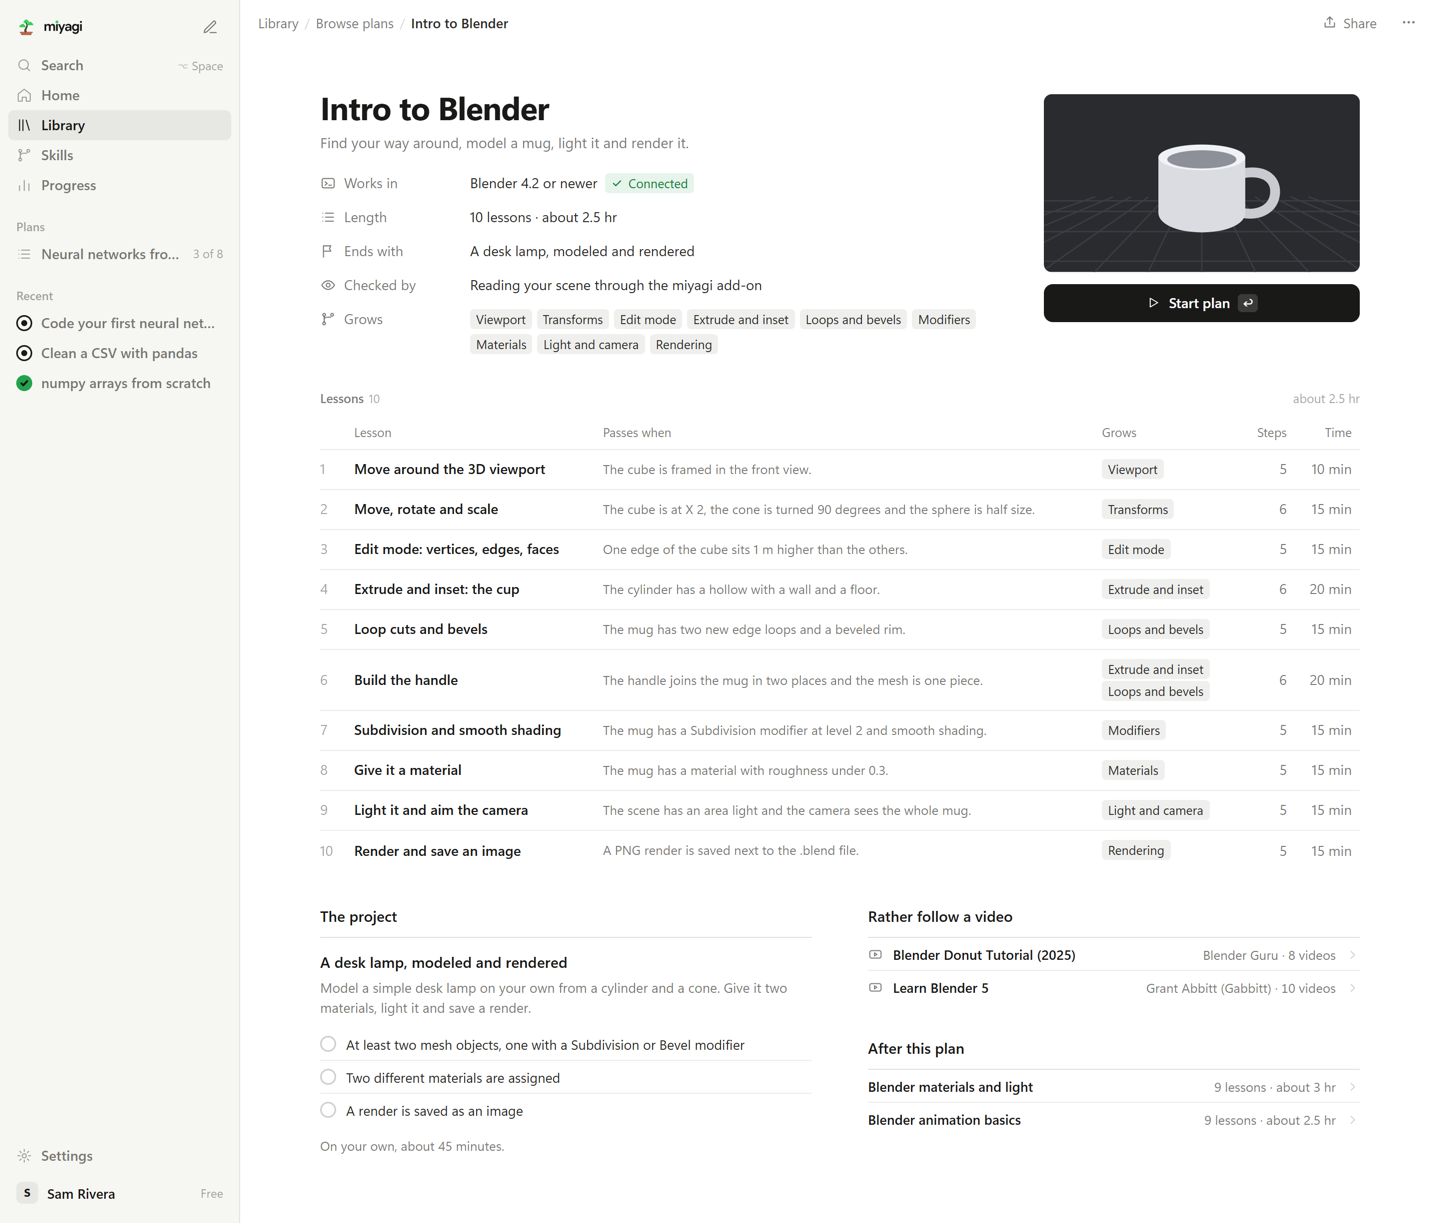 miyagi
Search
⌥ Space
Home
Library
Skills
Progress
Plans
Neural networks fro...
3 of 8
Recent
Code your first neural net...
Clean a CSV with pandas
numpy arrays from scratch
Settings
S
Sam Rivera
Free
Library / Browse plans / Intro to Blender
Share
Intro to Blender
Find your way around, model a mug, light it and render it.
Works in
Blender 4.2 or newer
Connected
Length
10 lessons · about 2.5 hr
Ends with
A desk lamp, modeled and rendered
Checked by
Reading your scene through the miyagi add-on
Grows
Viewport Transforms Edit mode Extrude and inset Loops and bevels Modifiers
Materials Light and camera Rendering
Start plan
Lessons 10
about 2.5 hr
Lesson Passes when Grows Steps Time
1 Move around the 3D viewport The cube is framed in the front view. Viewport 5 10 min
2 Move, rotate and scale The cube is at X 2, the cone is turned 90 degrees and the sphere is half size. Transforms 6 15 min
3 Edit mode: vertices, edges, faces One edge of the cube sits 1 m higher than the others. Edit mode 5 15 min
4 Extrude and inset: the cup The cylinder has a hollow with a wall and a floor. Extrude and inset 6 20 min
5 Loop cuts and bevels The mug has two new edge loops and a beveled rim. Loops and bevels 5 15 min
6 Build the handle The handle joins the mug in two places and the mesh is one piece. Extrude and inset 6 20 min
Loops and bevels
7 Subdivision and smooth shading The mug has a Subdivision modifier at level 2 and smooth shading. Modifiers 5 15 min
8 Give it a material The mug has a material with roughness under 0.3. Materials 5 15 min
9 Light it and aim the camera The scene has an area light and the camera sees the whole mug. Light and camera 5 15 min
10 Render and save an image A PNG render is saved next to the .blend file. Rendering 5 15 min
The project
A desk lamp, modeled and rendered
Model a simple desk lamp on your own from a cylinder and a cone. Give it two
materials, light it and save a render.
At least two mesh objects, one with a Subdivision or Bevel modifier
Two different materials are assigned
A render is saved as an image
On your own, about 45 minutes.
Rather follow a video
Blender Donut Tutorial (2025) Blender Guru · 8 videos
Learn Blender 5 Grant Abbitt (Gabbitt) · 10 videos
After this plan
Blender materials and light 9 lessons · about 3 hr
Blender animation basics 9 lessons · about 2.5 hr